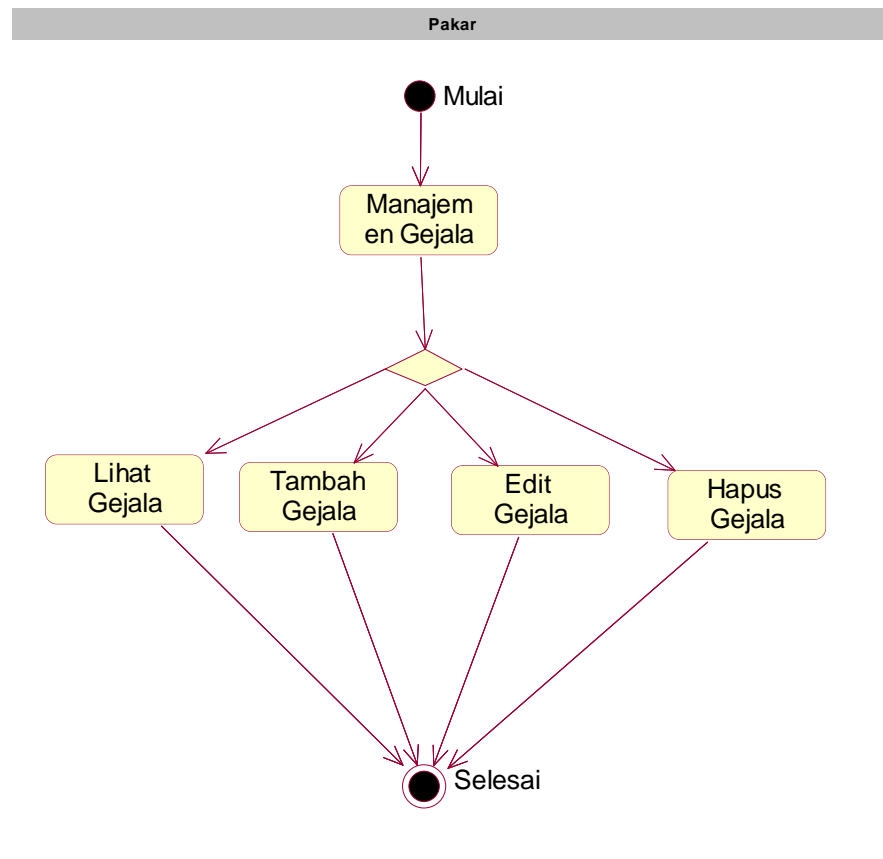 Pakar
Mulai
Manajem
en Gejala
Lihat
Gejala
Tambah
Gejala
Edit
Gejala
Hapus
Gejala
Selesai